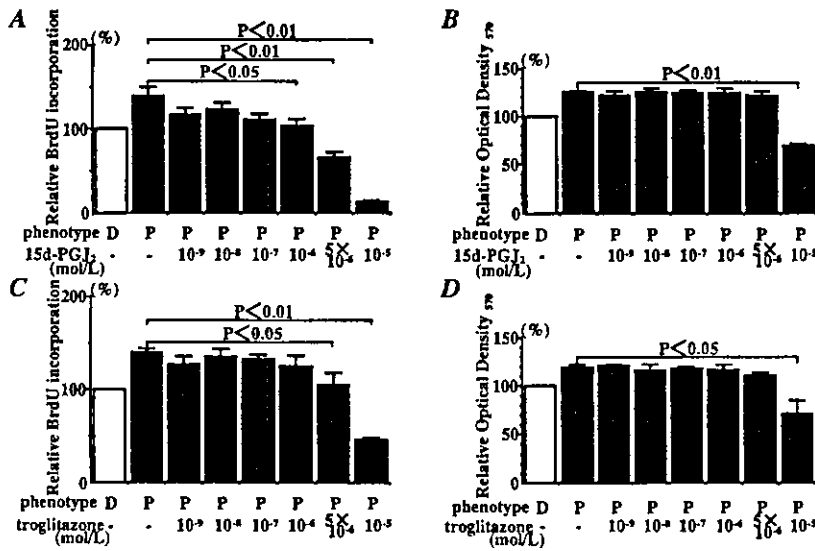 A
(%)
200
100
0
Relative BrdU incorporation
P<0.01
P<0.01
P<0.05
phenotype D P P P P P P P
15d-PGJ₂ - - 10⁻⁹ 10⁻⁸ 10⁻⁷ 10⁻⁶ 5× 10⁻⁶ 10⁻⁵
(mol/L)
B
(%)
150
100
50
0
Relative Optical Density 570
P<0.01
phenotype D P P P P P P P
15d-PGJ₂ - - 10⁻⁹ 10⁻⁸ 10⁻⁷ 10⁻⁶ 5× 10⁻⁶ 10⁻⁵
(mol/L)
C
(%)
200
100
0
Relative BrdU incorporation
P<0.01
P<0.05
phenotype D P P P P P P P
troglitazone - - 10⁻⁹ 10⁻⁸ 10⁻⁷ 10⁻⁶ 5× 10⁻⁶ 10⁻⁵
(mol/L)
D
(%)
150
100
50
0
Relative Optical Density 570
P<0.05
phenotype D P P P P P P P
troglitazone - - 10⁻⁹ 10⁻⁸ 10⁻⁷ 10⁻⁶ 5× 10⁻⁶ 10⁻⁵
(mol/L)